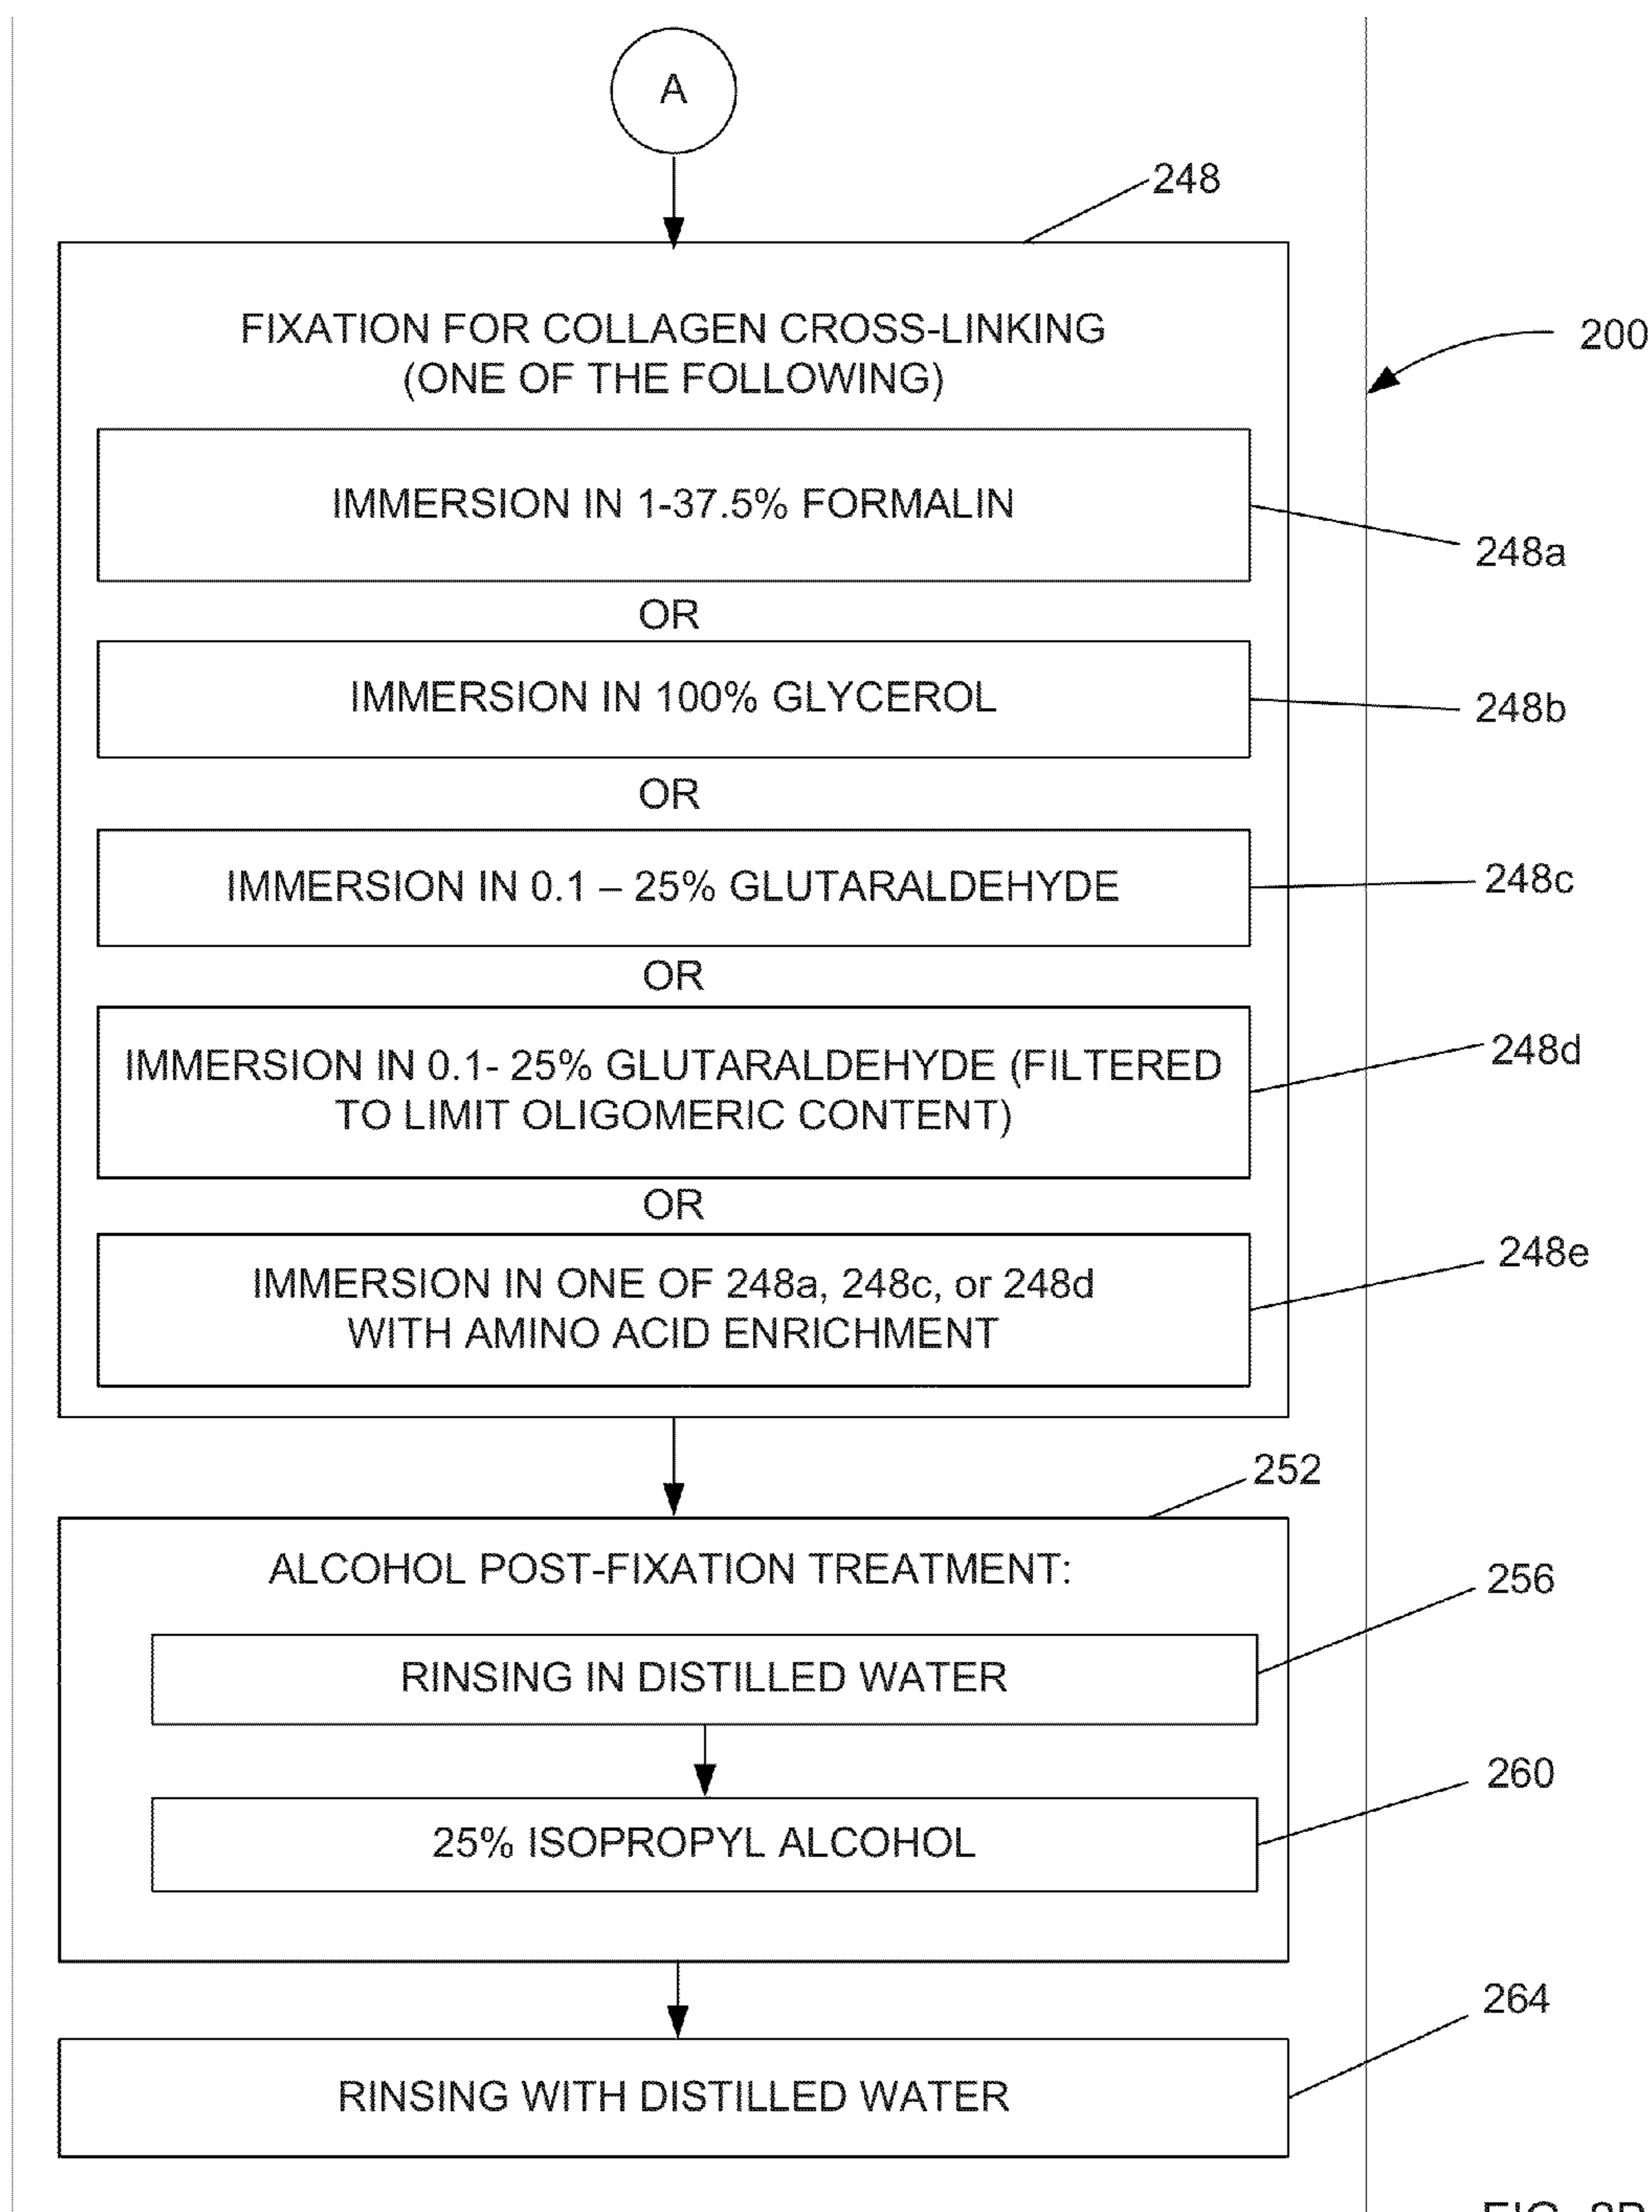 A
248
FIXATION FOR COLLAGEN CROSS-LINKING
(ONE OF THE FOLLOWING)
200
IMMERSION IN 1-37.5% FORMALIN
248a
OR
IMMERSION IN 100% GLYCEROL
248b
OR
IMMERSION IN 0.1 – 25% GLUTARALDEHYDE
248c
OR
IMMERSION IN 0.1- 25% GLUTARALDEHYDE (FILTERED
TO LIMIT OLIGOMERIC CONTENT)
248d
OR
IMMERSION IN ONE OF 248a, 248c, or 248d
WITH AMINO ACID ENRICHMENT
248e
252
ALCOHOL POST-FIXATION TREATMENT:
256
RINSING IN DISTILLED WATER
260
25% ISOPROPYL ALCOHOL
264
RINSING WITH DISTILLED WATER